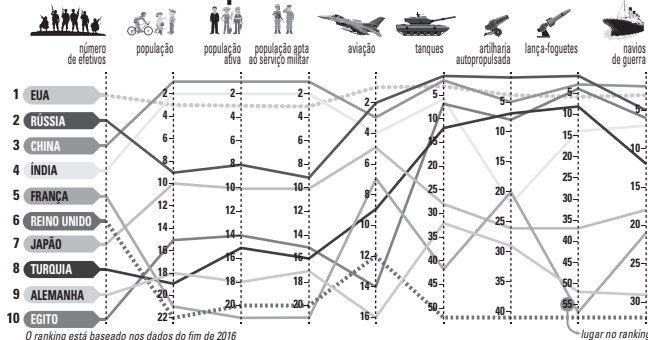 número
de efetivos
população
população
ativa
população apta
ao serviço militar
aviação
tanques
artilharia
autopropulsada
lança-foguetes
navios
de guerra
1 EUA
2 RÚSSIA
3 CHINA
4 ÍNDIA
5 FRANÇA
6 REINO UNIDO
7 JAPÃO
8 TURQUIA
9 ALEMANHA
10 EGITO
2
4
6
8
10
12
14
16
18
20
22
2
4
6
8
10
12
14
16
18
20
2
4
6
8
10
12
14
16
18
20
2
4
6
8
10
12
14
16
5
10
15
20
25
30
35
40
45
50
5
10
20
25
30
35
40
5
10
15
20
25
30
35
40
45
50
55
5
10
15
20
25
30
O ranking está baseado nos dados do fim de 2016
lugar no ranking